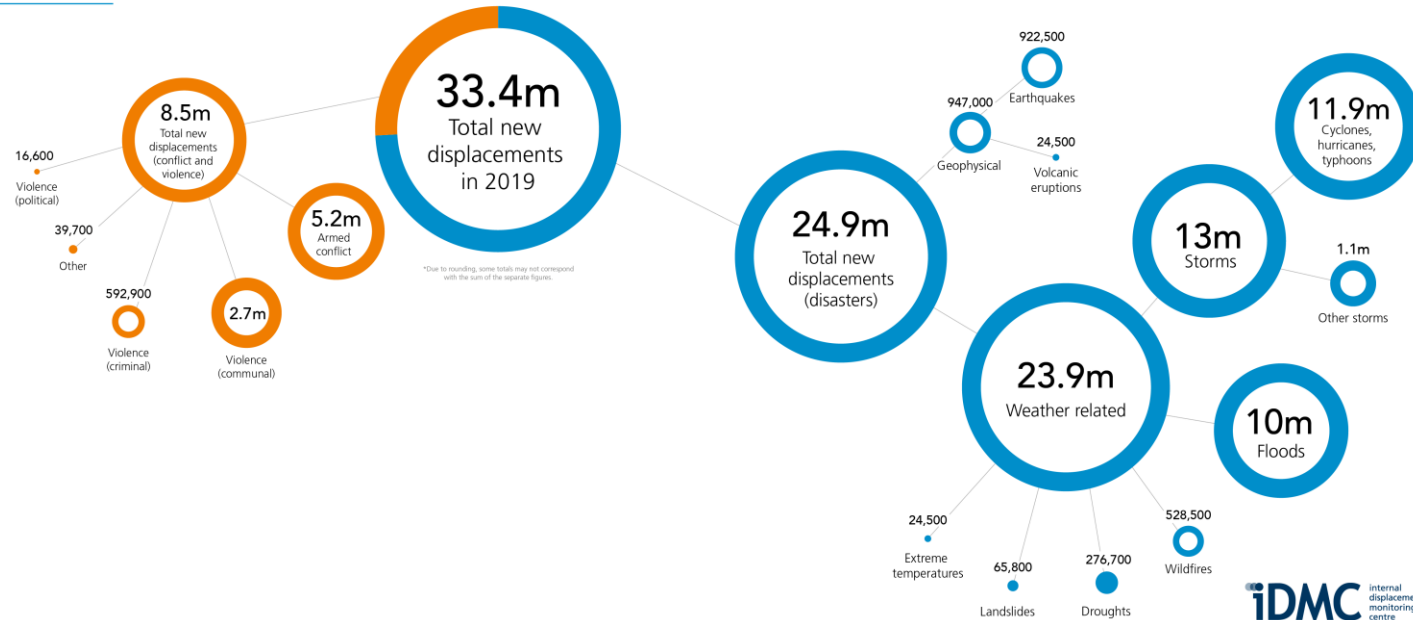 33.4m
Total new
displacements
in 2019
*Due to rounding, some totals may not correspond
with the sum of the separate figures.
8.5m
Total new
displacements
(conflict and
violence)
16,600
Violence
(political)
39,700
Other
592,900
Violence
(criminal)
2.7m
Violence
(communal)
5.2m
Armed
conflict
24.9m
Total new
displacements
(disasters)
947,000
Geophysical
922,500
Earthquakes
24,500
Volcanic
eruptions
23.9m
Weather related
13m
Storms
11.9m
Cyclones,
hurricanes,
typhoons
1.1m
Other storms
10m
Floods
528,500
Wildfires
276,700
Droughts
65,800
Landslides
24,500
Extreme
temperatures
iDMC
internal
displaceme
monitoring
centre